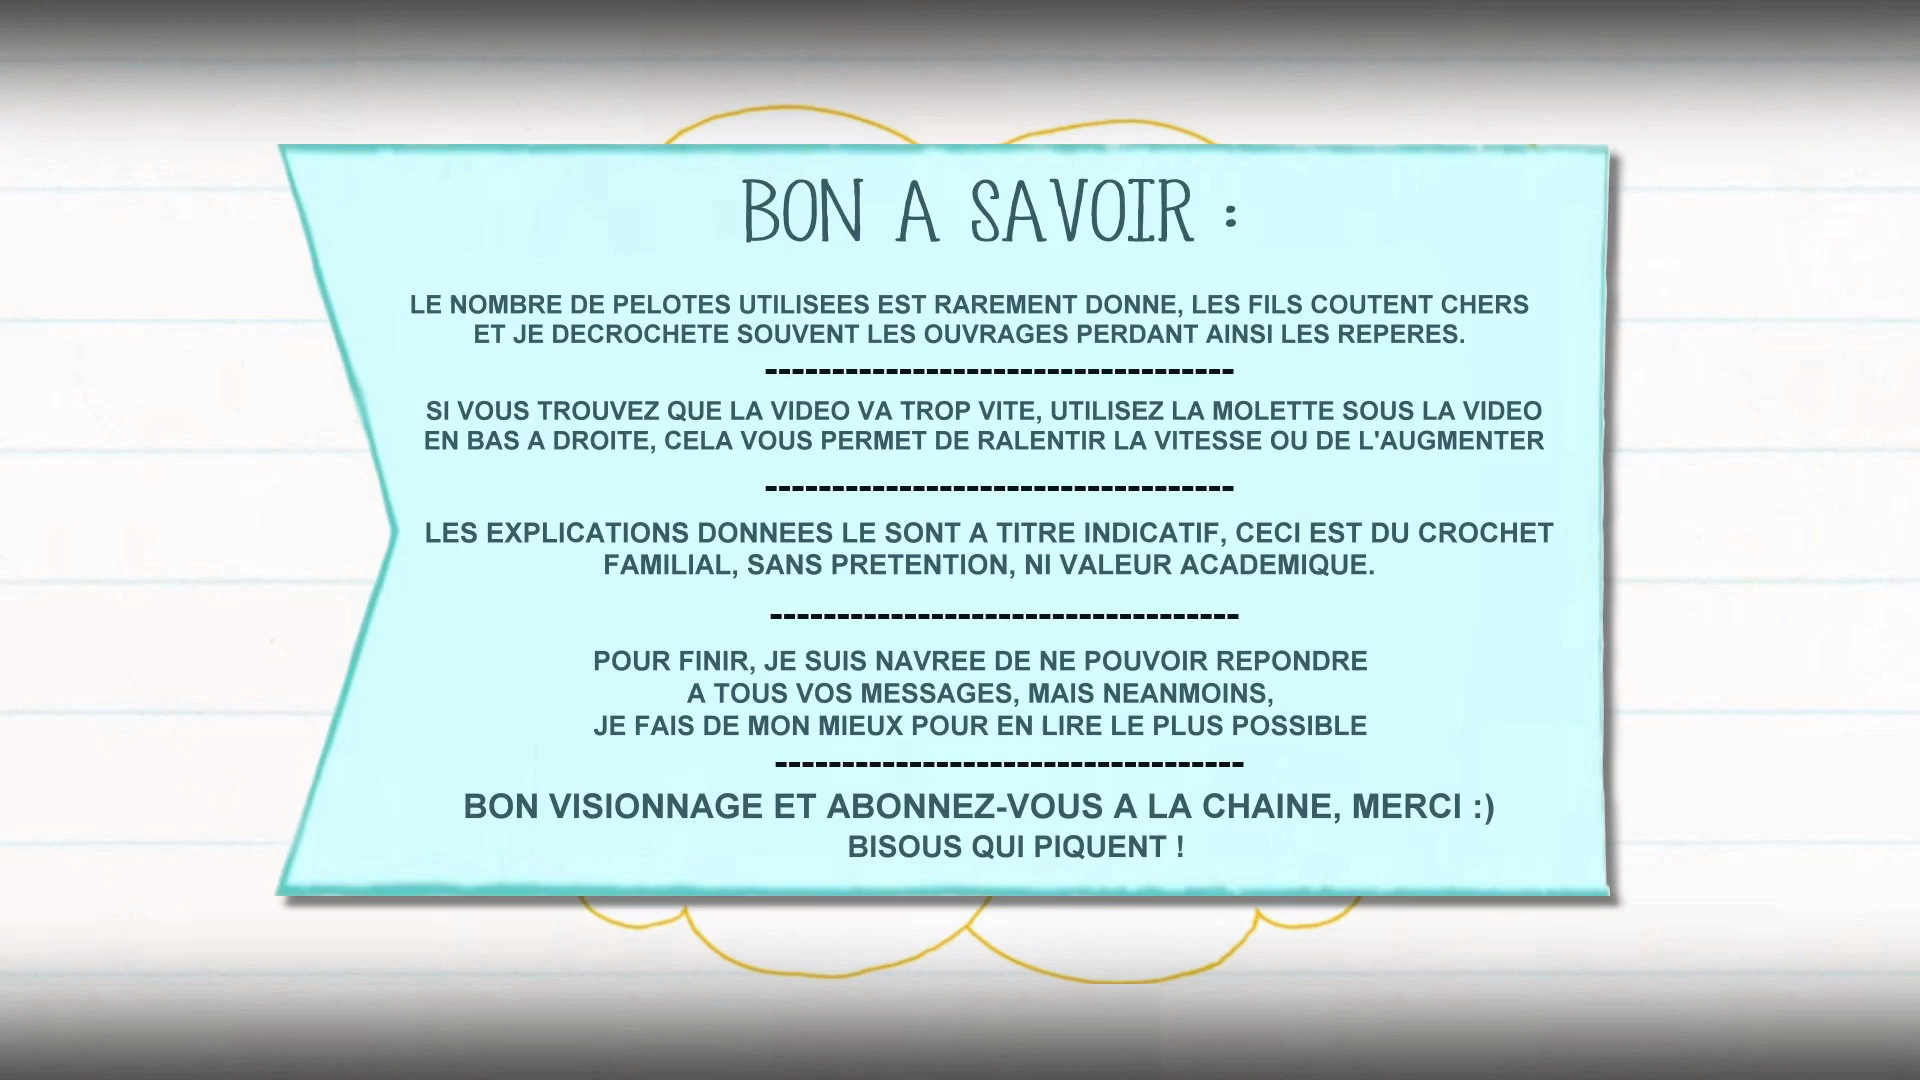 BON A SAVOIR :
LE NOMBRE DE PELOTES UTILISEES EST RAREMENT DONNE, LES FILS COUTENT CHERS
ET JE DECROCHETE SOUVENT LES OUVRAGES PERDANT AINSI LES REPERES.
-----------------------------------
SI VOUS TROUVEZ QUE LA VIDEO VA TROP VITE, UTILISEZ LA MOLETTE SOUS LA VIDEO
EN BAS A DROITE, CELA VOUS PERMET DE RALENTIR LA VITESSE OU DE L'AUGMENTER
-----------------------------------
LES EXPLICATIONS DONNEES LE SONT A TITRE INDICATIF, CECI EST DU CROCHET
FAMILIAL, SANS PRETENTION, NI VALEUR ACADEMIQUE.
-----------------------------------
POUR FINIR, JE SUIS NAVREE DE NE POUVOIR REPONDRE
A TOUS VOS MESSAGES, MAIS NEANMOINS,
JE FAIS DE MON MIEUX POUR EN LIRE LE PLUS POSSIBLE
-----------------------------------
BON VISIONNAGE ET ABONNEZ-VOUS A LA CHAINE, MERCI :)
BISOUS QUI PIQUENT !